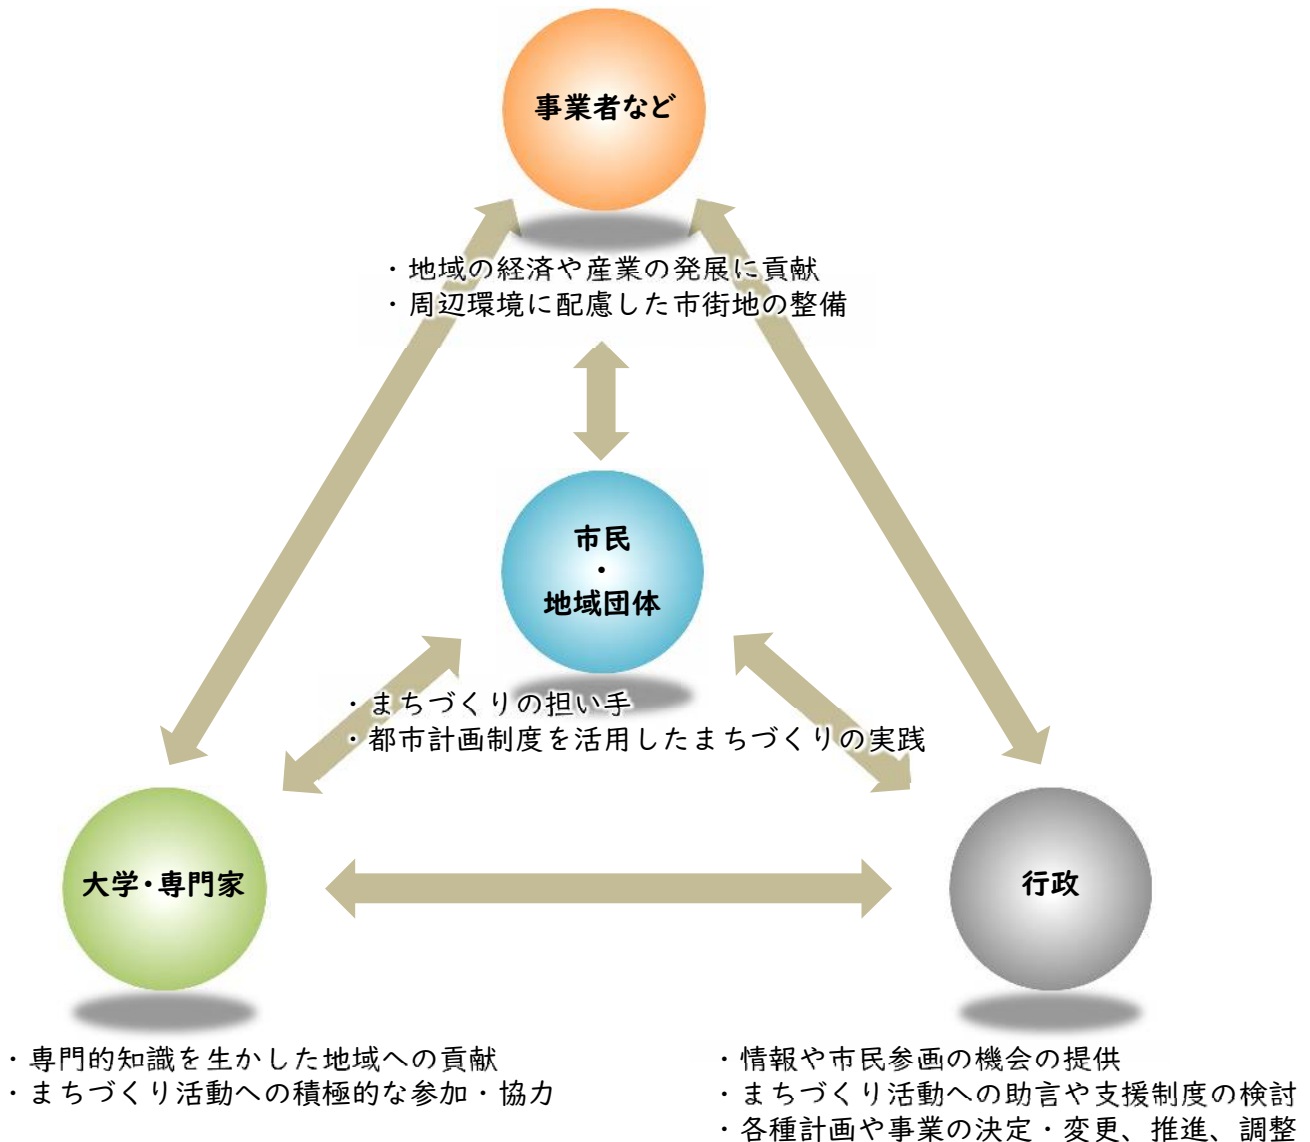 事業者など
・地域の経済や産業の発展に貢献
・周辺環境に配慮した市街地の整備
市民
・
地域団体
・まちづくりの担い手
・都市計画制度を活用したまちづくりの実践
大学・専門家
行政
・専門的知識を生かした地域への貢献
・まちづくり活動への積極的な参加・協力
・情報や市民参画の機会の提供
・まちづくり活動への助言や支援制度の検討
・各種計画や事業の決定・変更、推進、調整